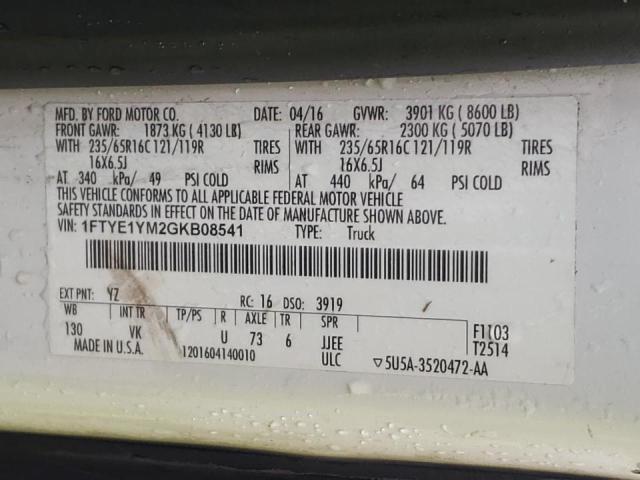 MFD. BY FORD MOTOR CO. DATE: 04/16 GVWR: 3901 KG ( 8600 LB)
FRONT GAWR: 1873 KG ( 4130 LB) REAR GAWR: 2300 KG ( 5070 LB)
WITH 235/65R16C 121/119R TIRES WITH 235/65R16C 121/119R TIRES
16X6.5J RIMS 16X6.5J RIMS
AT 340 kPa/ 49 PSI COLD AT 440 kPa/ 64 PSI COLD
THIS VEHICLE CONFORMS TO ALL APPLICABLE FEDERAL MOTOR VEHICLE
SAFETY STANDARDS IN EFFECT ON THE DATE OF MANUFACTURE SHOWN ABOVE.
VIN: 1FTYE1YM2GKB08541 TYPE: Truck
EXT PNT: YZ RC: 16 DSO: 3919
WB INT TR TP/PS R AXLE TR SPR F1103
130 VK U 73 6 JJEE T2514
MADE IN U.S.A. 1201604140010 ULC ▽5U5A-3520472-AA